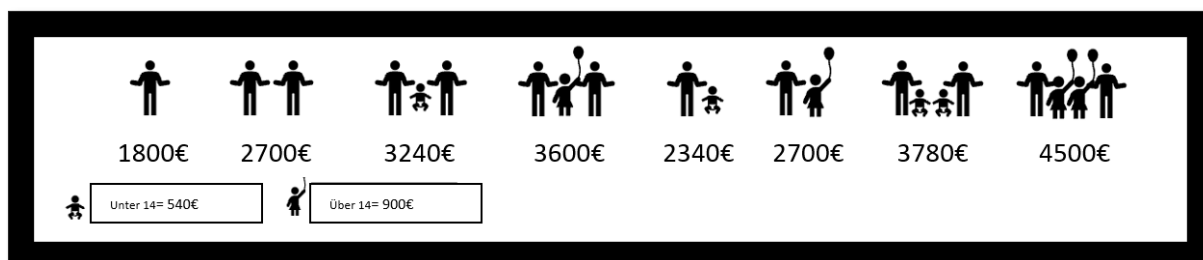 1800€ 2700€ 3240€ 3600€ 2340€ 2700€ 3780€ 4500€
Unter 14= 540€ Über 14= 900€